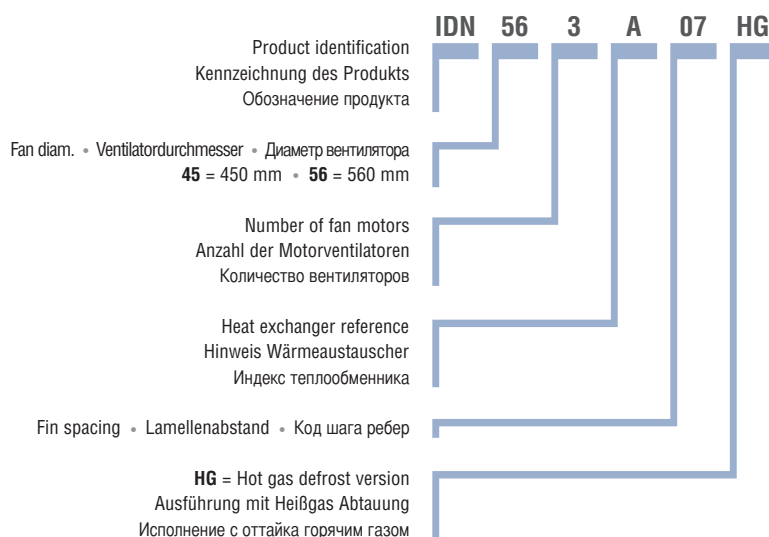 IDN 56 3 A 07 HG
Product identification
Kennzeichnung des Produkts
Обозначение продукта
Fan diam. • Ventilatordurchmesser • Диаметр вентилятора
45 = 450 mm • 56 = 560 mm
Number of fan motors
Anzahl der Motorventilatoren
Количество вентиляторов
Heat exchanger reference
Hinweis Wärmeaustauscher
Индекс теплообменника
Fin spacing • Lamellenabstand • Код шага ребер
HG = Hot gas defrost version
Ausführung mit Heißgas Abtauung
Исполнение с оттайка горячим газом